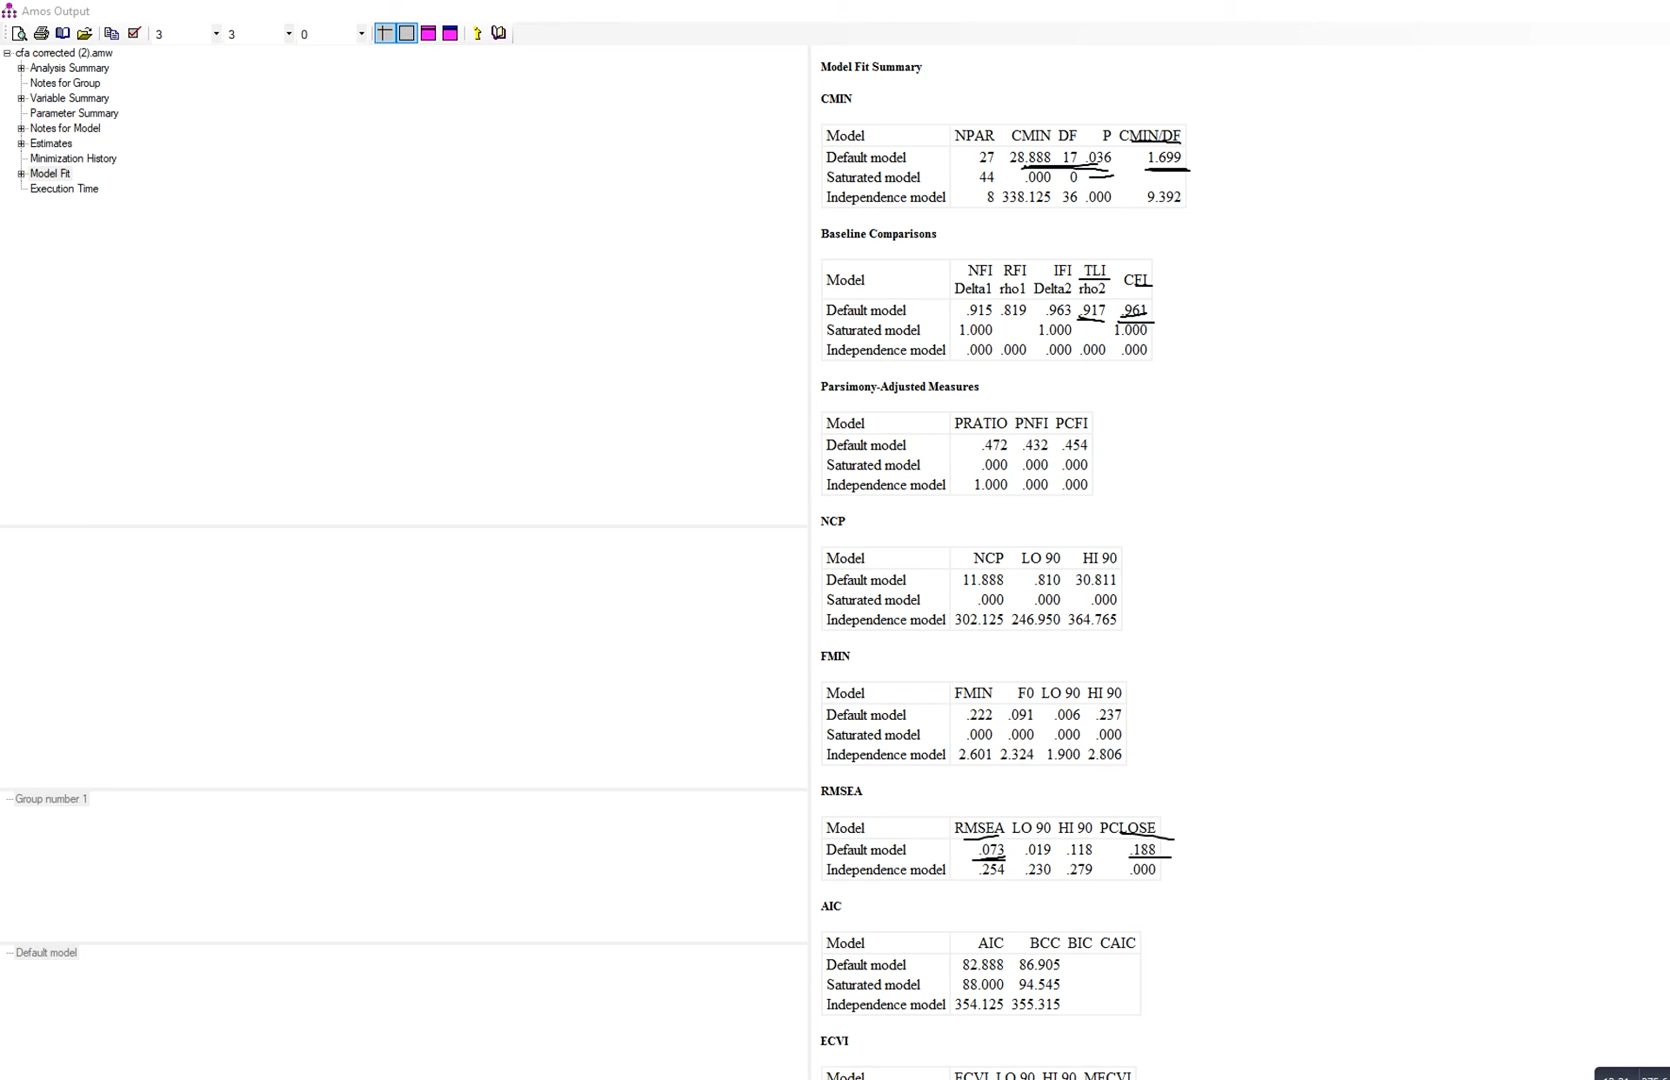 Amos Output
3 3 0
cfa corrected (2).amw
Analysis Summary
Notes for Group
Variable Summary
Parameter Summary
Notes for Model
Estimates
Minimization History
Model Fit
Execution Time
Group number 1
Default model
Model Fit Summary
CMIN
Model NPAR CMIN DF P CMIN/DF
Default model 27 28.888 17 .036 1.699
Saturated model 44 .000 0
Independence model 8 338.125 36 .000 9.392
Baseline Comparisons
Model NFI Delta1 RFI rho1 IFI Delta2 TLI rho2 CFI
Default model .915 .819 .963 .917 .961
Saturated model 1.000 1.000 1.000
Independence model .000 .000 .000 .000 .000
Parsimony-Adjusted Measures
Model PRATIO PNFI PCFI
Default model .472 .432 .454
Saturated model .000 .000 .000
Independence model 1.000 .000 .000
NCP
Model NCP LO 90 HI 90
Default model 11.888 .810 30.811
Saturated model .000 .000 .000
Independence model 302.125 246.950 364.765
FMIN
Model FMIN F0 LO 90 HI 90
Default model .222 .091 .006 .237
Saturated model .000 .000 .000 .000
Independence model 2.601 2.324 1.900 2.806
RMSEA
Model RMSEA LO 90 HI 90 PCLOSE
Default model .073 .019 .118 .188
Independence model .254 .230 .279 .000
AIC
Model AIC BCC BIC CAIC
Default model 82.888 86.905
Saturated model 88.000 94.545
Independence model 354.125 355.315
ECVI
Model ECVI LO 90 HI 90 MECVI